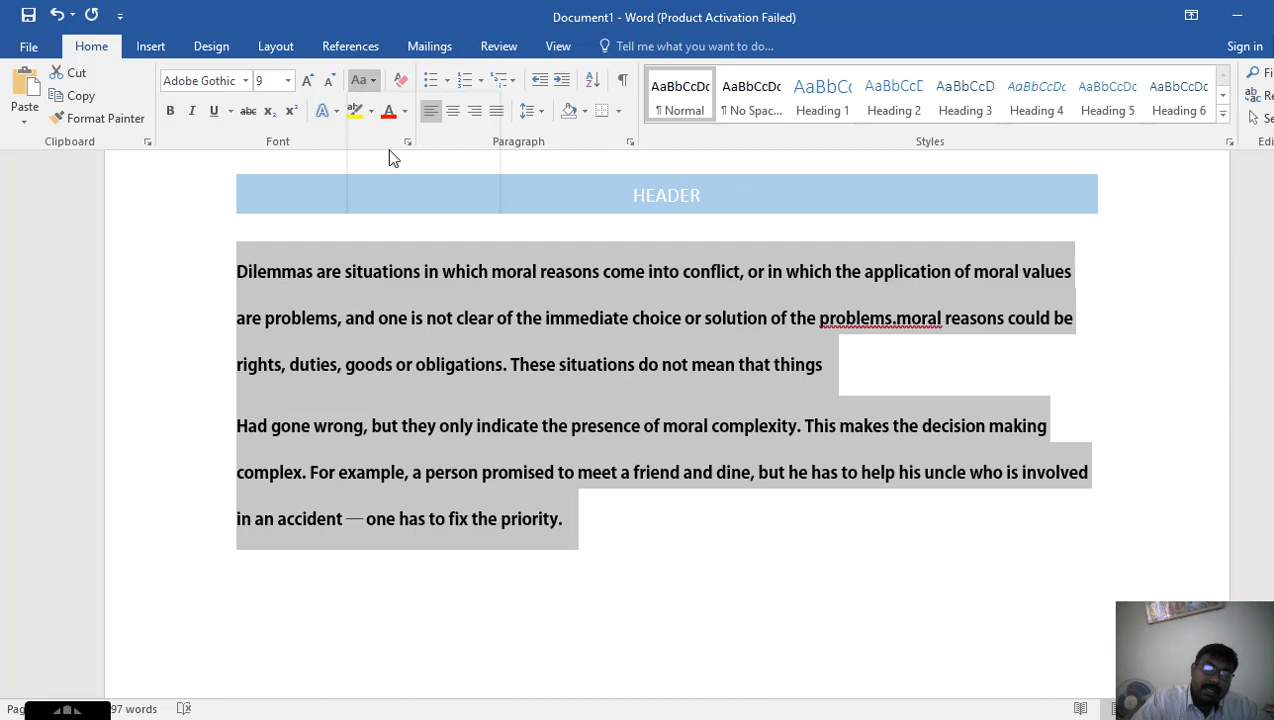 Document1 - Word (Product Activation Failed)
File Home Insert Design Layout References Mailings Review View Tell me what you want to do... Sign in
Paste Cut Copy Format Painter
Adobe Gothic 9 Aa
B I U abc x₂ x² A ab A
AaBbCcDc AaBbCcDc AaBbC AaBbCcD AaBbCcDc AaBbCcDc AaBbCcDc AaBbCcDc
¶ Normal ¶ No Spac... Heading 1 Heading 2 Heading 3 Heading 4 Heading 5 Heading 6
Clipboard Font Paragraph Styles
HEADER
Dilemmas are situations in which moral reasons come into conflict, or in which the application of moral values
are problems, and one is not clear of the immediate choice or solution of the problems.moral reasons could be
rights, duties, goods or obligations. These situations do not mean that things
Had gone wrong, but they only indicate the presence of moral complexity. This makes the decision making
complex. For example, a person promised to meet a friend and dine, but he has to help his uncle who is involved
in an accident — one has to fix the priority.
97 words